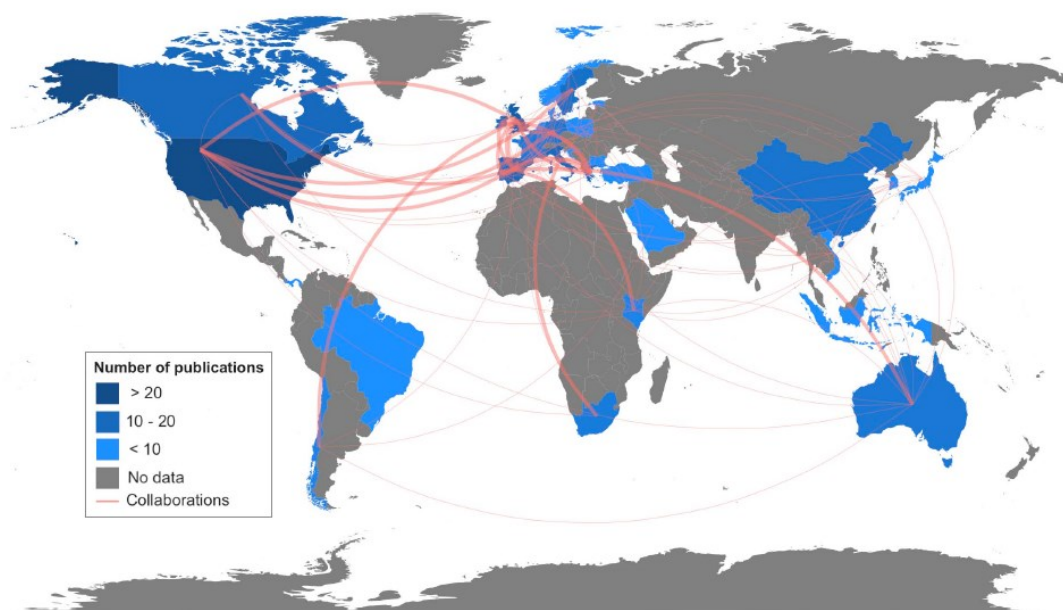 Number of publications
> 20
10 - 20
< 10
No data
Collaborations